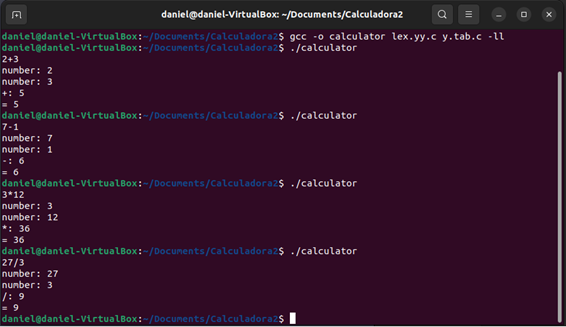 daniel@daniel-VirtualBox: ~/Documents/Calculadora2
daniel@daniel-VirtualBox:~/Documents/Calculadora2$ gcc -o calculator lex.yy.c y.tab.c -ll
daniel@daniel-VirtualBox:~/Documents/Calculadora2$ ./calculator
2+3
number: 2
number: 3
+: 5
= 5
daniel@daniel-VirtualBox:~/Documents/Calculadora2$ ./calculator
7-1
number: 7
number: 1
-: 6
= 6
daniel@daniel-VirtualBox:~/Documents/Calculadora2$ ./calculator
3*12
number: 3
number: 12
*: 36
= 36
daniel@daniel-VirtualBox:~/Documents/Calculadora2$ ./calculator
27/3
number: 27
number: 3
/: 9
= 9
daniel@daniel-VirtualBox:~/Documents/Calculadora2$